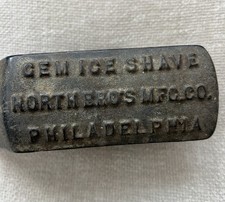 GEM ICE SHAVE
NORTH BRO'S MFG. CO.
PHILADELPHIA